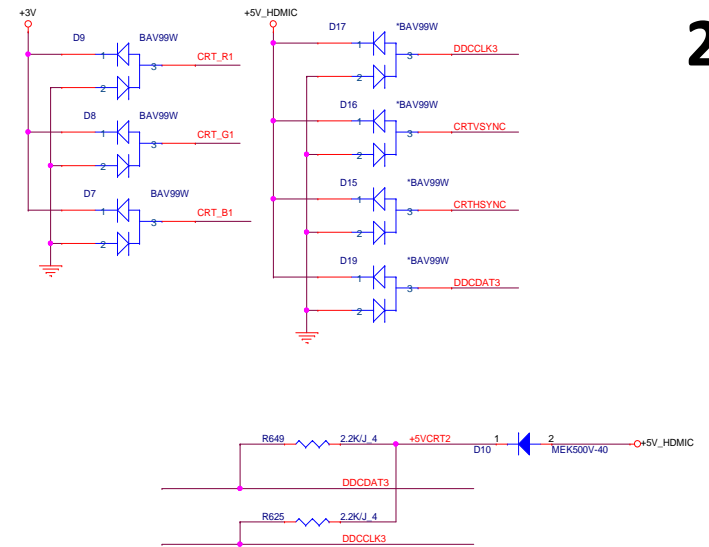 +3V
D9 BAV99W
1 CRT_R1
3
2
D8 BAV99W
1 CRT_G1
3
2
D7 BAV99W
1 CRT_B1
3
2
+5V_HDMIC
D17 *BAV99W
1 DDCCLK3
3
2
D16 *BAV99W
1 CRTVSYNC
3
2
D15 *BAV99W
1 CRTHSYNC
3
2
D19 *BAV99W
1 DDCDAT3
3
2
2
R649 2.2K/J_4 +5VCRT2 1 2 +5V_HDMIC
D10 MEK500V-40
DDCDAT3
R625 2.2K/J_4
DDCCLK3